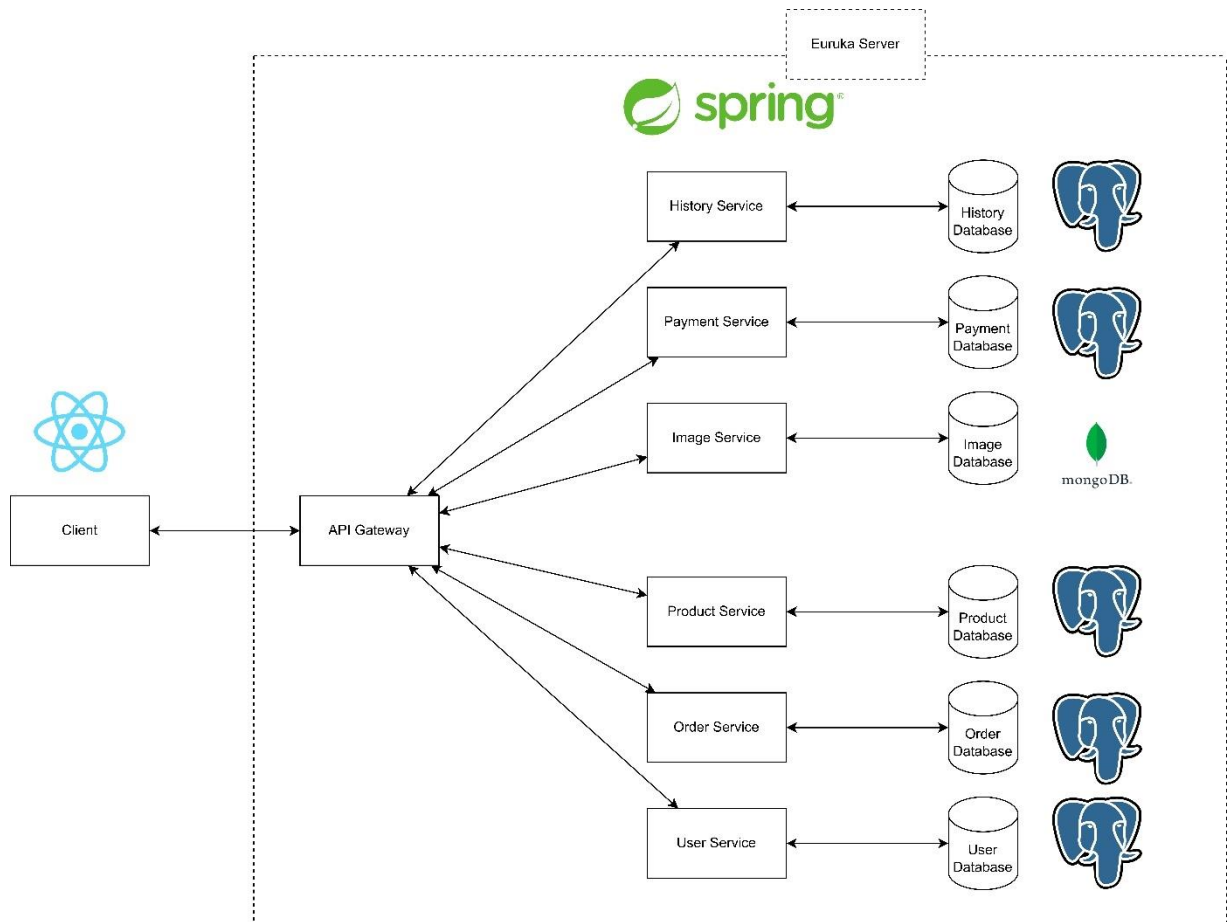 Euruka Server
spring®
History Service
History
Database
Payment Service
Payment
Database
Image Service
Image
Database
mongoDB.
Client
API Gateway
Product Service
Product
Database
Order Service
Order
Database
User Service
User
Database